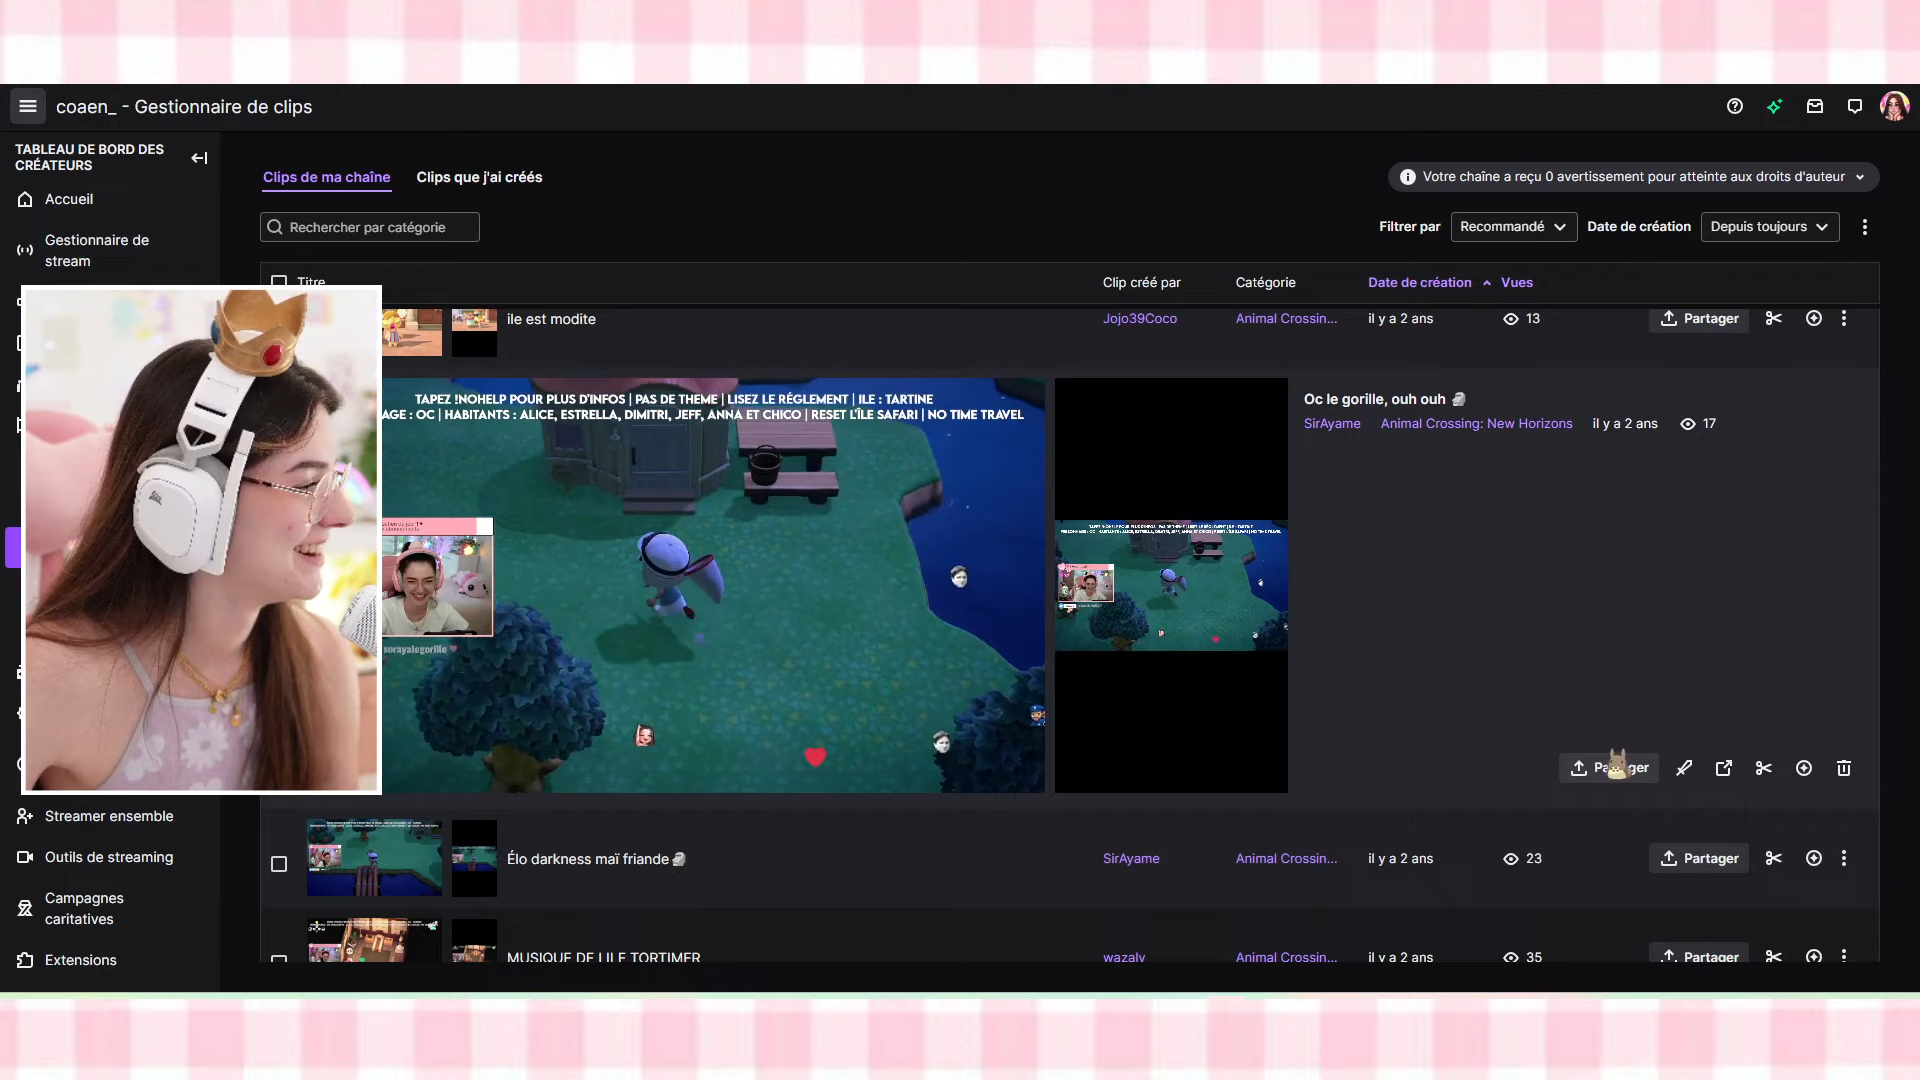 coaen_ - Gestionnaire de clips
TABLEAU DE BORD DES
CRÉATEURS
Accueil
Gestionnaire de
stream
Streamer ensemble
Outils de streaming
Campagnes
caritatives
Extensions
Clips de ma chaîne
Clips que j'ai créés
Votre chaîne a reçu 0 avertissement pour atteinte aux droits d'auteur
Rechercher par catégorie
Filtrer par
Recommandé
Date de création
Depuis toujours
Titre
Clip créé par
Catégorie
Date de création
Vues
ile est modite
Jojo39Coco
Animal Crossin...
il y a 2 ans
13
Partager
TAPEZ !NOHELP POUR PLUS D'INFOS | PAS DE THEME | LISEZ LE RÉGLEMENT | ILE : TARTINE
AGE : OC | HABITANTS : ALICE, ESTRELLA, DIMITRI, JEFF, ANNA ET CHICO | RESET L'ÎLE SAFARI | NO TIME TRAVEL
sorayalegorille
Oc le gorille, ouh ouh 🗿
SirAyame
Animal Crossing: New Horizons
il y a 2 ans
17
Partager
Élo darkness maï friande🗿
SirAyame
Animal Crossin...
il y a 2 ans
23
Partager
MUSIQUE DE LILE TORTIMER
wazaly
Animal Crossin...
il y a 2 ans
35
Partager